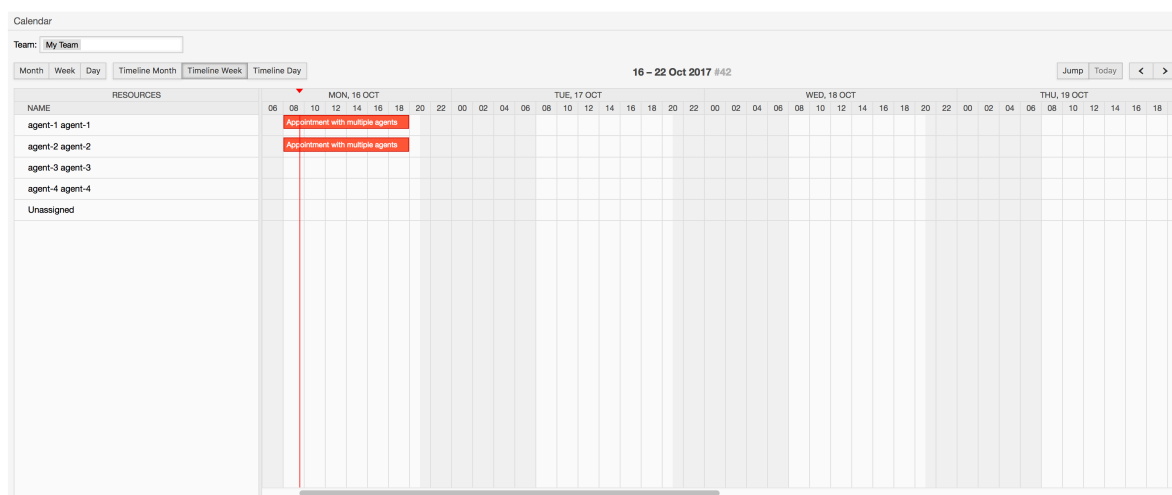 Calendar
Team: My Team
Month Week Day Timeline Month Timeline Week Timeline Day 16 – 22 Oct 2017 #42 Jump Today < >
RESOURCES MON, 16 OCT TUE, 17 OCT WED, 18 OCT THU, 19 OCT
NAME 06 08 10 12 14 16 18 20 22 00 02 04 06 08 10 12 14 16 18 20 22 00 02 04 06 08 10 12 14 16 18 20 22 00 02 04 06 08 10 12 14 16 18
agent-1 agent-1 Appointment with multiple agents
agent-2 agent-2 Appointment with multiple agents
agent-3 agent-3
agent-4 agent-4
Unassigned